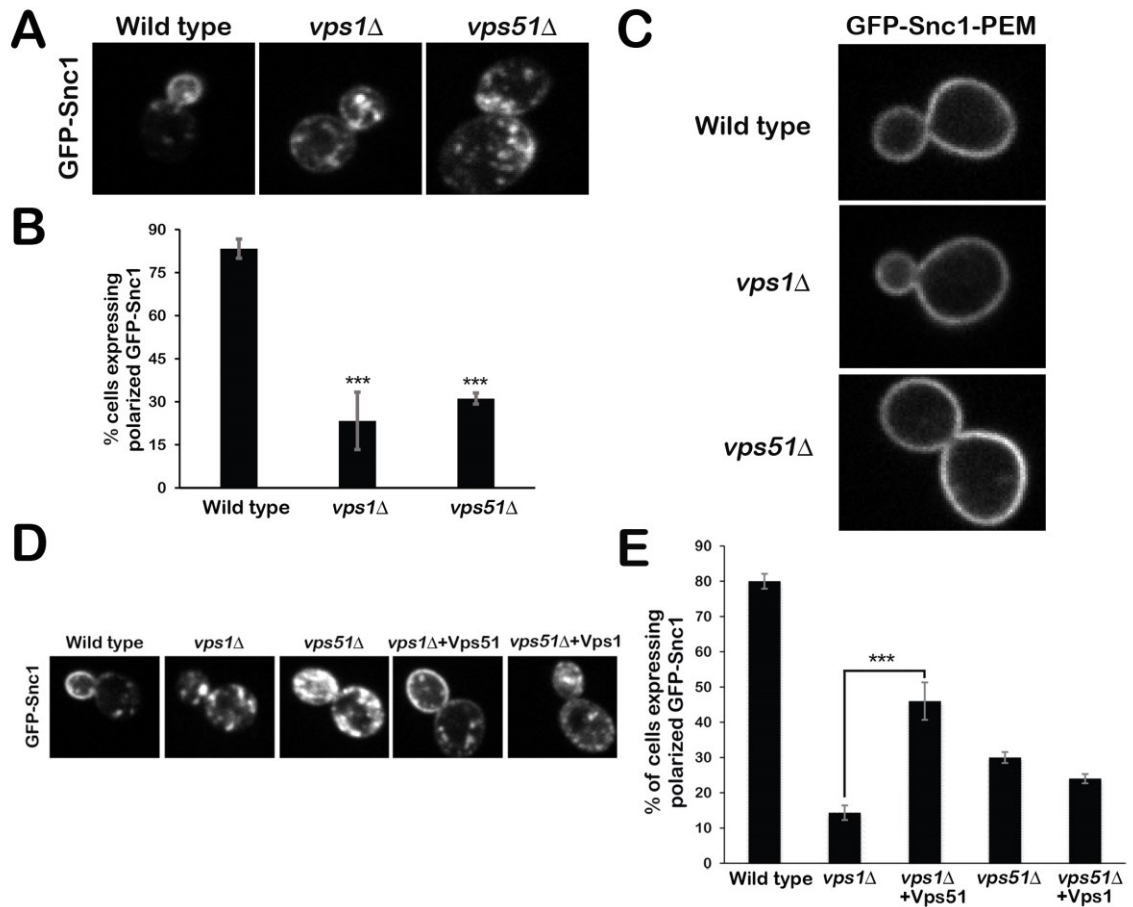 A
Wild type vps1Δ vps51Δ
GFP-Snc1
B
% cells expressing
polarized GFP-Snc1
90
75
60
45
30
15
0
***
***
Wild type vps1Δ vps51Δ
C
GFP-Snc1-PEM
Wild type
vps1Δ
vps51Δ
D
Wild type vps1Δ vps51Δ vps1Δ+Vps51 vps51Δ+Vps1
GFP-Snc1
E
% of cells expressing
polarized GFP-Snc1
90
80
70
60
50
40
30
20
10
0
***
Wild type vps1Δ vps1Δ vps51Δ vps51Δ
+Vps51 +Vps1